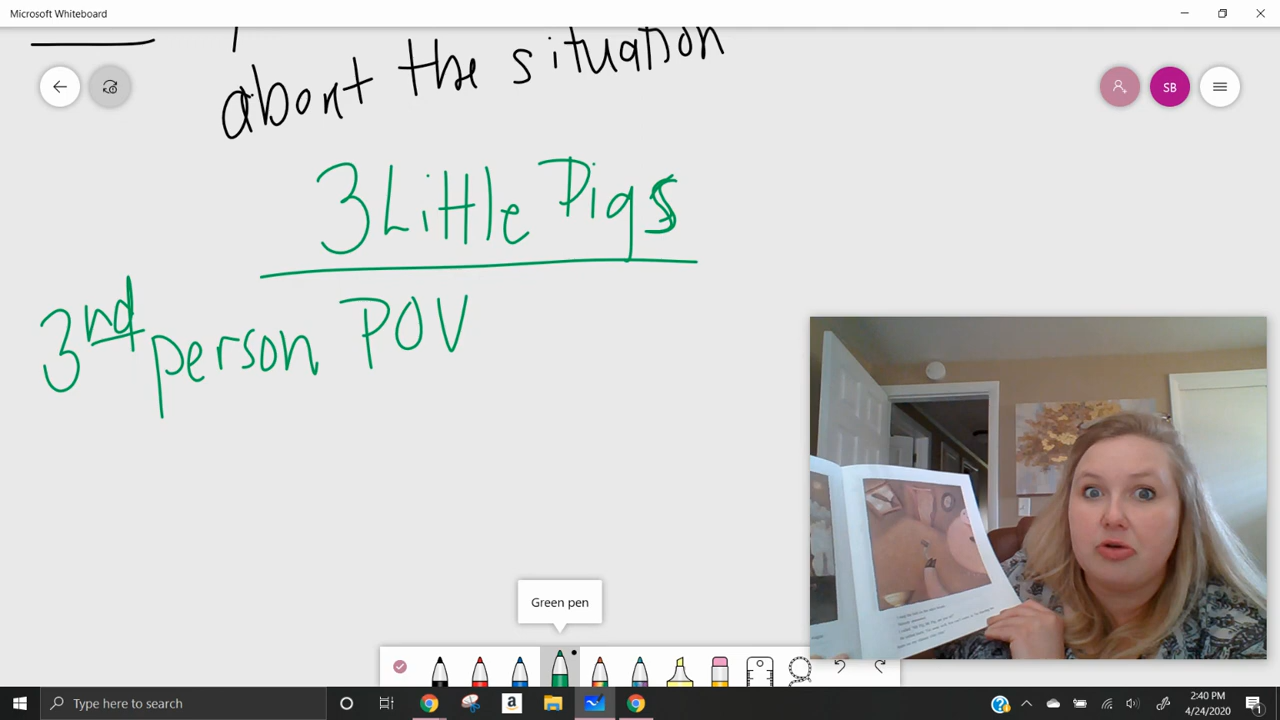 Microsoft Whiteboard
about the situation
SB
3 Little Pigs
3rd person POV
Green pen
Type here to search
2:40 PM
4/24/2020